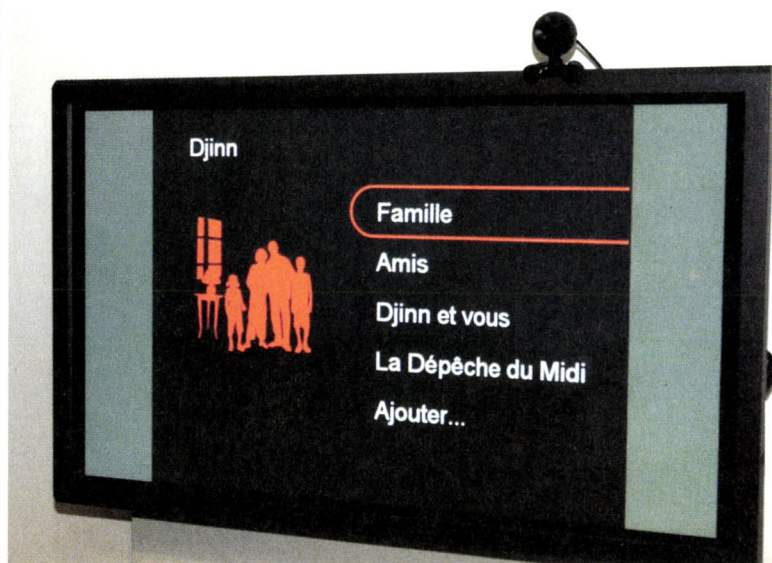 Djinn
Famille
Amis
Djinn et vous
La Dépêche du Midi
Ajouter...